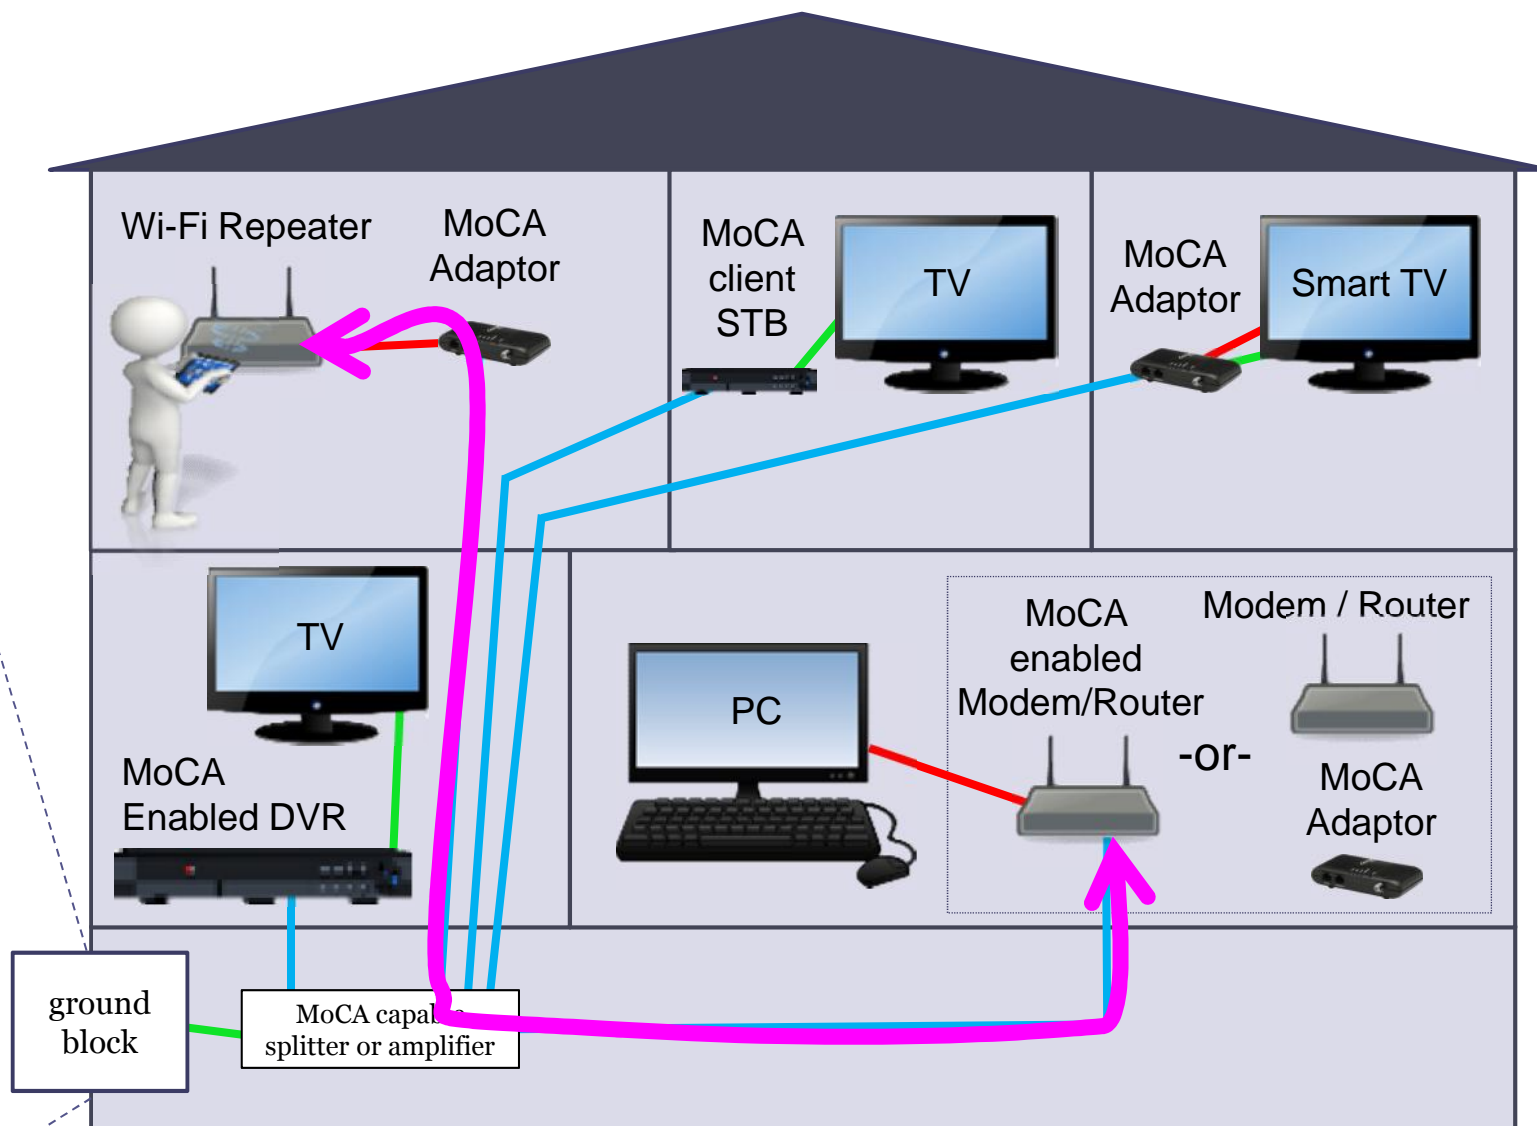 Wi-Fi Repeater
MoCA
Adaptor
MoCA
client
STB
TV
MoCA
Adaptor
Smart TV
TV
MoCA
Enabled DVR
PC
MoCA
enabled
Modem/Router
-or-
Modem / Router
MoCA
Adaptor
ground
block
MoCA capable
splitter or amplifier